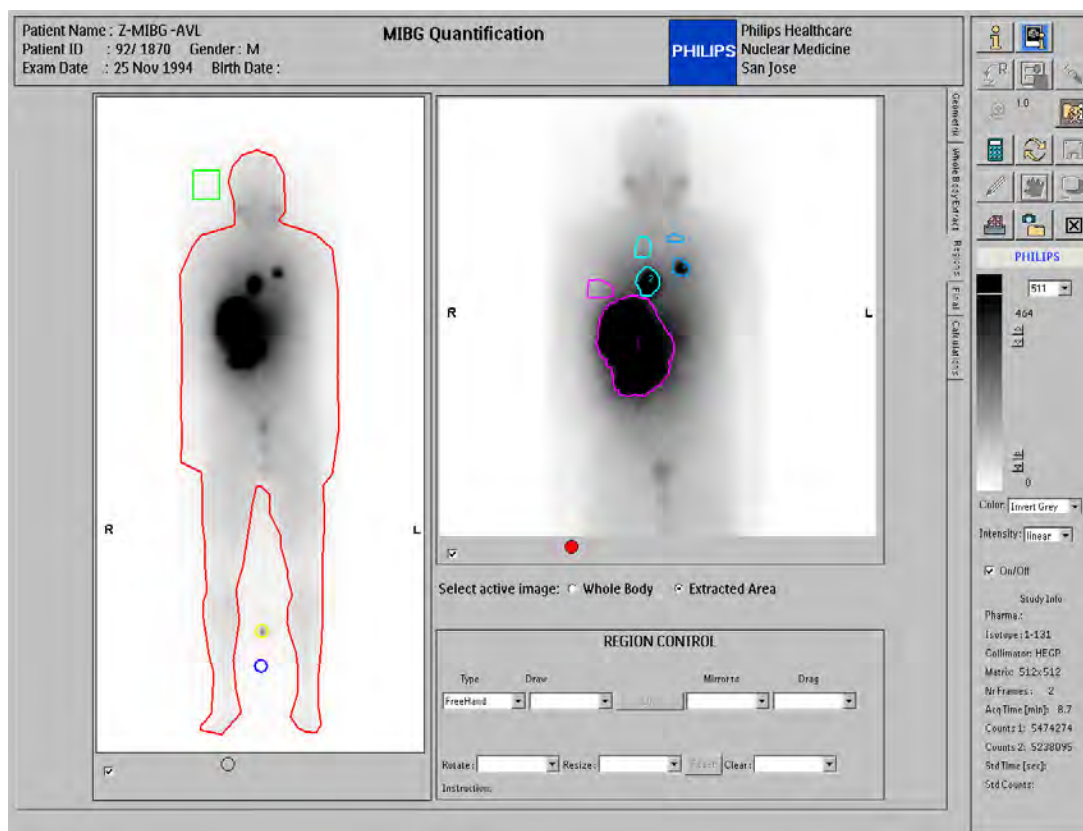 Patient Name : Z-MIBG -AVL
Patient ID : 92/ 1870 Gender : M
Exam Date .: 25 Nov 1994 Birth Date :
MIBG Quantification
PHILIPS
Philips Healthcare
Nuclear Medicine
San Jose
R
L
R
L
2
1
Geometric
Whole Body Extract
Regions
Final
Calculations
Select active image: Whole Body Extracted Area
REGION CONTROL
Type Draw Mirror to Drag
FreeHand
Rotate : Resize : Clear :
Instruction:
i
R
1.0
PHILIPS
511
464
0
Color: Invert Grey
Intensity: linear
On/Off
Study Info
Pharma.:
Isotope : I-131
Collimator: HEGP
Matrix: 512x512
Nr Frames : 2
Acq Time [min]: 8.7
Counts 1: 5474274
Counts 2: 5238095
Std Time [sec]:
Std Counts: